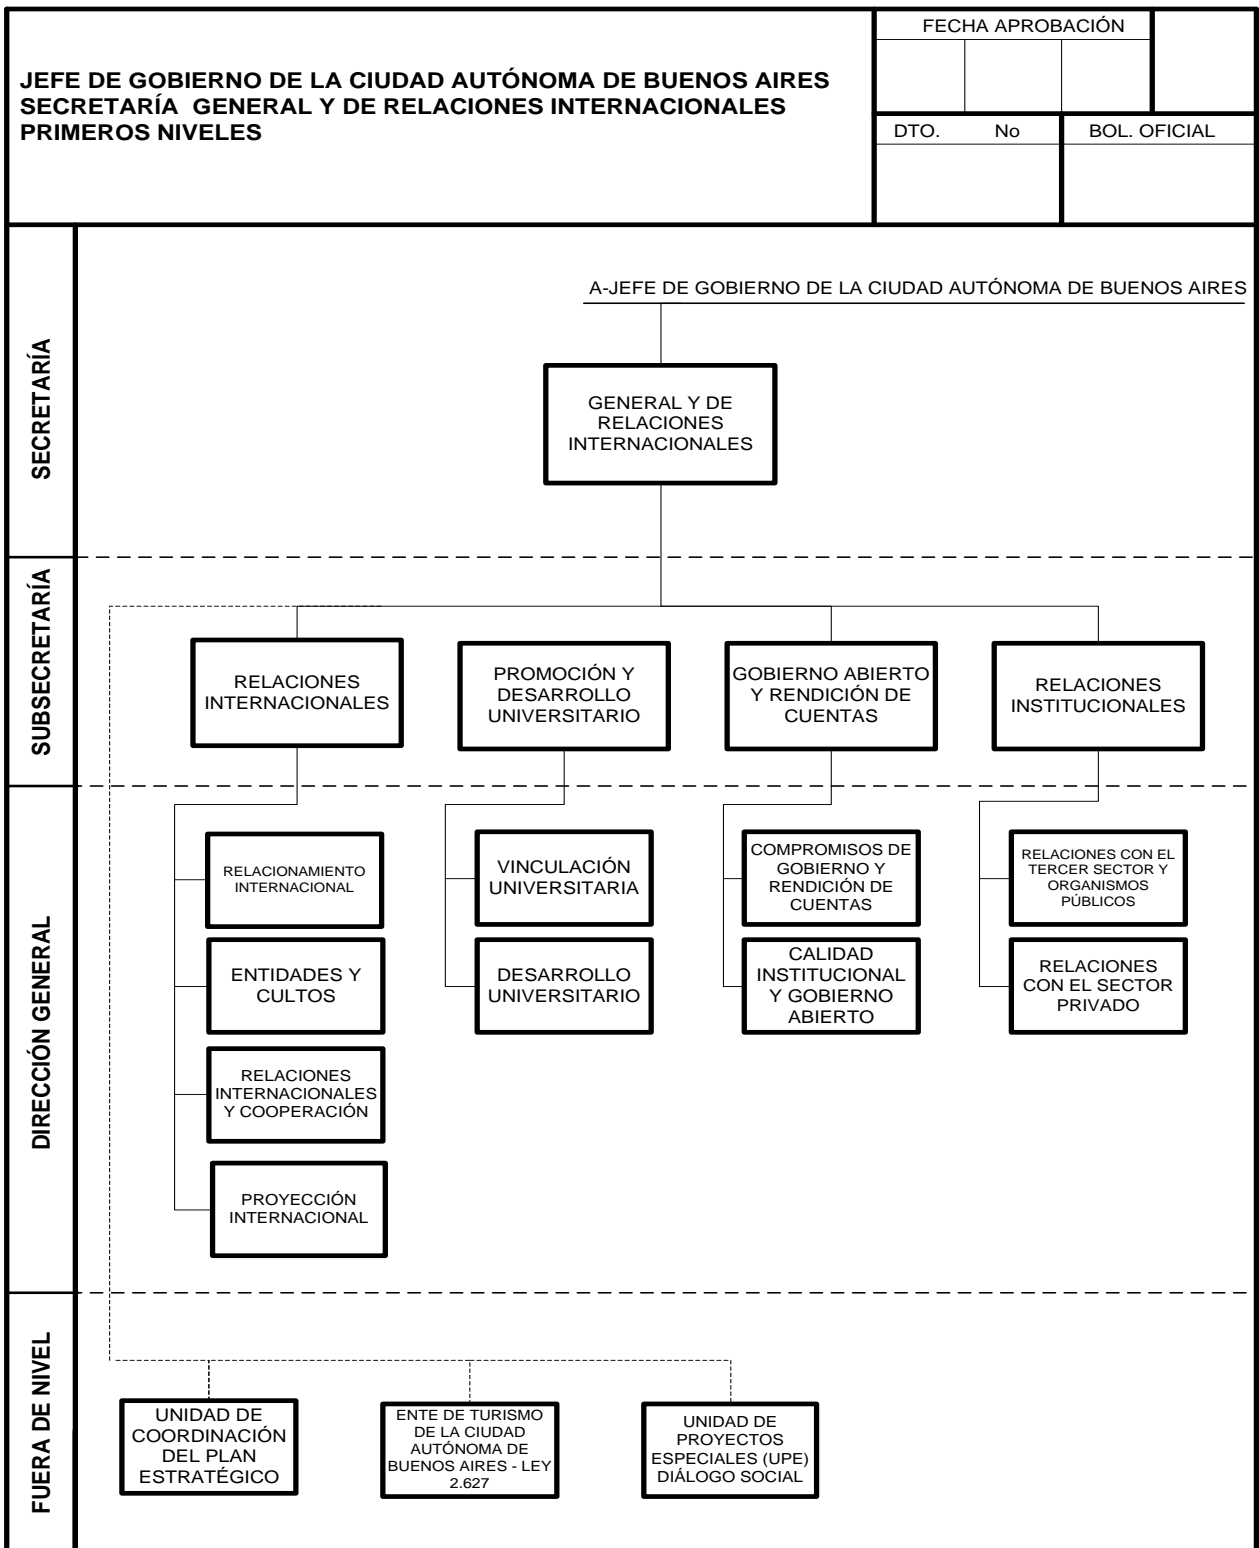 JEFE DE GOBIERNO DE LA CIUDAD AUTÓNOMA DE BUENOS AIRES
SECRETARÍA GENERAL Y DE RELACIONES INTERNACIONALES
PRIMEROS NIVELES
FECHA APROBACIÓN
DTO. No
BOL. OFICIAL
SECRETARÍA
A-JEFE DE GOBIERNO DE LA CIUDAD AUTÓNOMA DE BUENOS AIRES
GENERAL Y DE
RELACIONES
INTERNACIONALES
SUBSECRETARÍA
RELACIONES
INTERNACIONALES
PROMOCIÓN Y
DESARROLLO
UNIVERSITARIO
GOBIERNO ABIERTO
Y RENDICIÓN DE
CUENTAS
RELACIONES
INSTITUCIONALES
DIRECCIÓN GENERAL
RELACIONAMIENTO
INTERNACIONAL
ENTIDADES Y
CULTOS
RELACIONES
INTERNACIONALES
Y COOPERACIÓN
PROYECCIÓN
INTERNACIONAL
VINCULACIÓN
UNIVERSITARIA
DESARROLLO
UNIVERSITARIO
COMPROMISOS DE
GOBIERNO Y
RENDICIÓN DE
CUENTAS
CALIDAD
INSTITUCIONAL
Y GOBIERNO
ABIERTO
RELACIONES CON EL
TERCER SECTOR Y
ORGANISMOS
PÚBLICOS
RELACIONES
CON EL SECTOR
PRIVADO
FUERA DE NIVEL
UNIDAD DE
COORDINACIÓN
DEL PLAN
ESTRATÉGICO
ENTE DE TURISMO
DE LA CIUDAD
AUTÓNOMA DE
BUENOS AIRES - LEY
2.627
UNIDAD DE
PROYECTOS
ESPECIALES (UPE)
DIÁLOGO SOCIAL